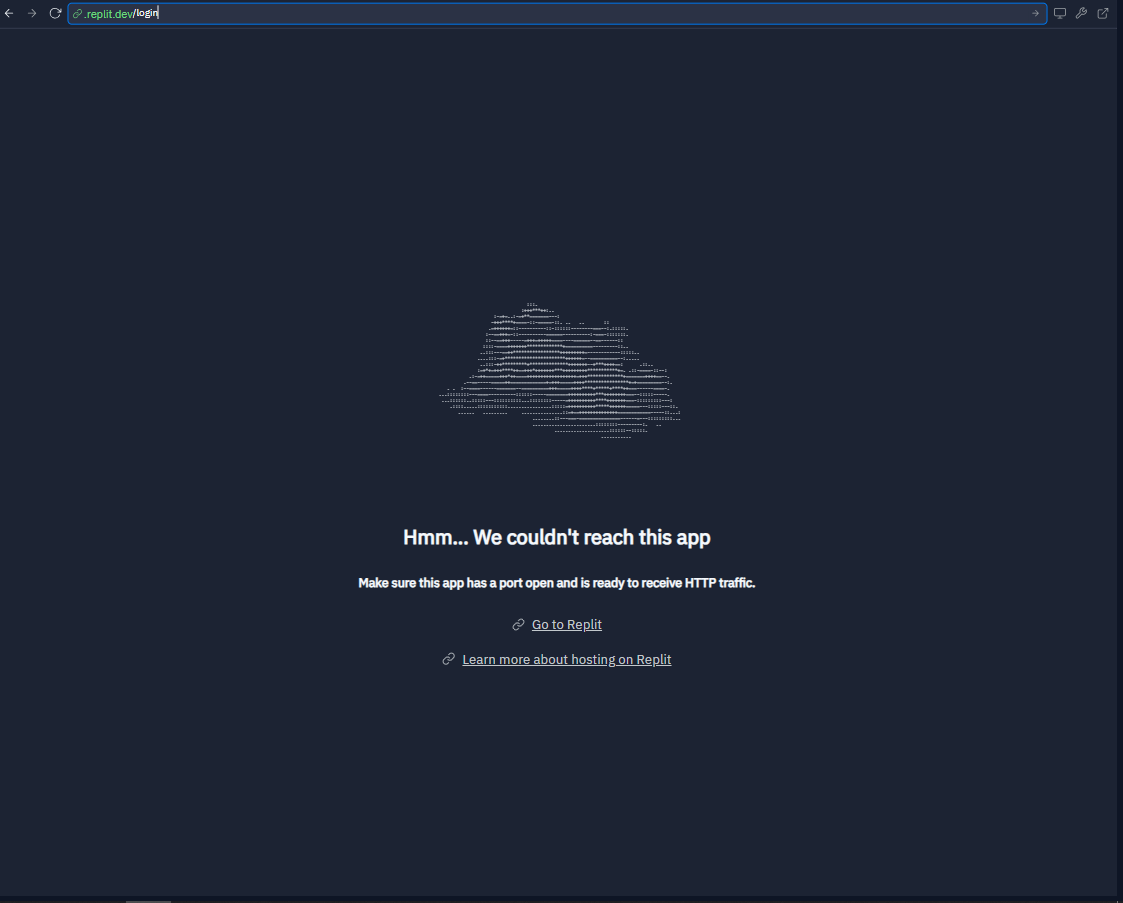 .replit.dev/login
Hmm... We couldn't reach this app
Make sure this app has a port open and is ready to receive HTTP traffic.
Go to Replit
Learn more about hosting on Replit